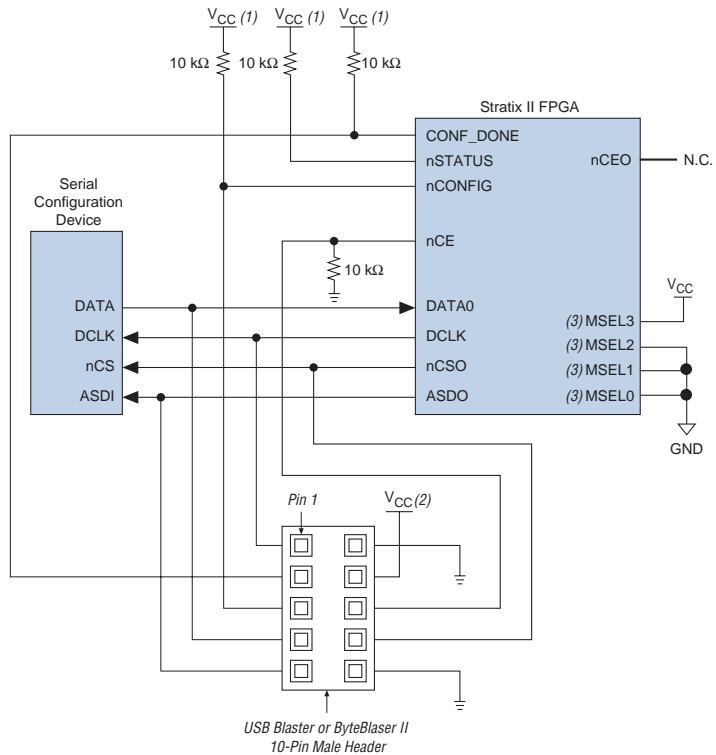 VCC (1) VCC (1) VCC (1)
10 kΩ 10 kΩ 10 kΩ
Stratix II FPGA
CONF_DONE
nSTATUS
nCONFIG
nCE
DATA0
DCLK
nCSO
ASDO
nCEO
N.C.
VCC
(3) MSEL3
(3) MSEL2
(3) MSEL1
(3) MSEL0
GND
10 kΩ
Serial
Configuration
Device
DATA
DCLK
nCS
ASDI
Pin 1
VCC (2)
USB Blaster or ByteBlaser II
10-Pin Male Header